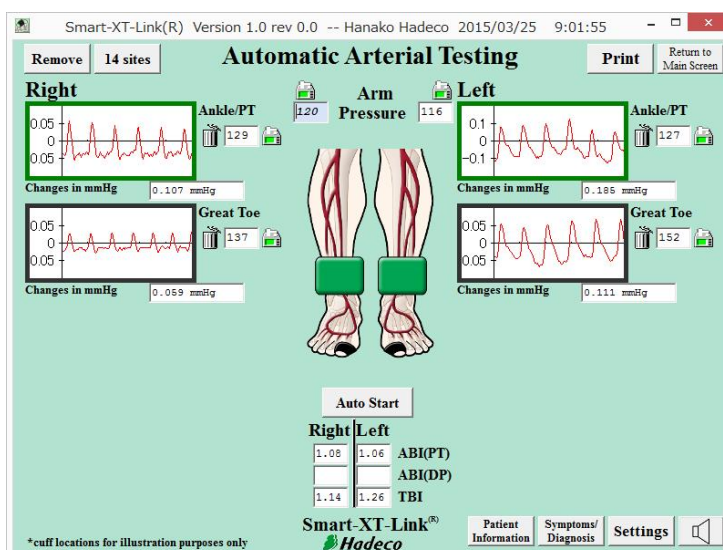 Smart-XT-Link(R) Version 1.0 rev 0.0 -- Hanako Hadeco 2015/03/25 9:01:55
Remove
14 sites
Automatic Arterial Testing
Print
Return to
Main Screen
Right
Ankle/PT
0.05
0
0.05
129
Changes in mmHg
0.107 mmHg
Great Toe
0.05
0
0.05
137
Changes in mmHg
0.059 mmHg
Arm
Pressure
120
116
Left
Ankle/PT
0.1
0
-0.1
127
Changes in mmHg
0.185 mmHg
Great Toe
0.05
0
0.05
152
Changes in mmHg
0.111 mmHg
Auto Start
Right Left
1.08 1.06 ABI(PT)
ABI(DP)
1.14 1.26 TBI
Smart-XT-Link(R)
Hadeco
*cuff locations for illustration purposes only
Patient
Information
Symptoms/
Diagnosis
Settings